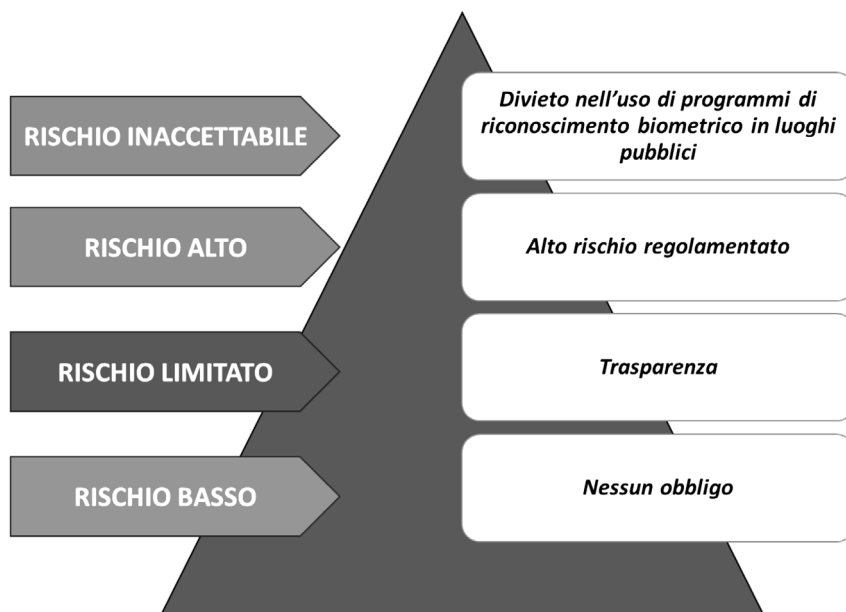 RISCHIO INACCETTABILE
Divieto nell'uso di programmi di
riconoscimento biometrico in luoghi
pubblici
RISCHIO ALTO
Alto rischio regolamentato
RISCHIO LIMITATO
Trasparenza
RISCHIO BASSO
Nessun obbligo